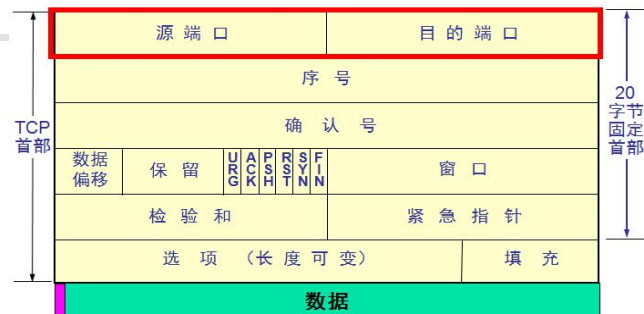 源端口 目的端口
序号
确认号
TCP
首部
20
字节
固定
首部
数据
偏移
保留
URG
ACK
PSH
RST
SYN
FIN
窗口
检验和 紧急指针
选项 （长度可变） 填充
数据